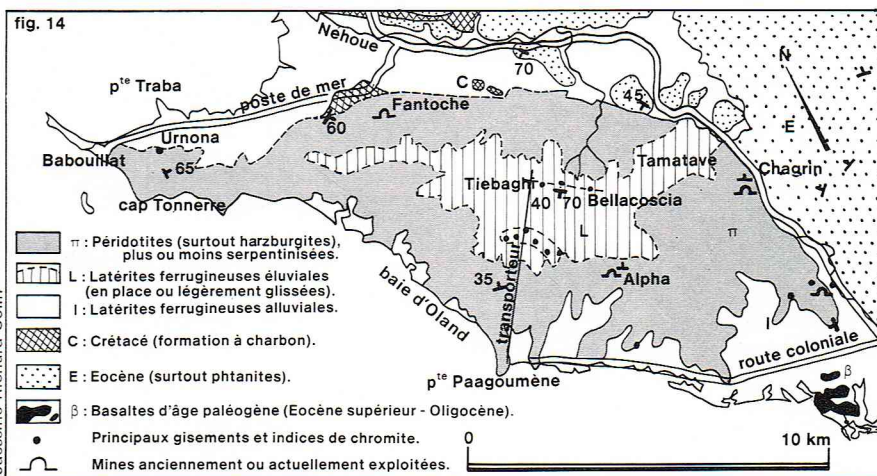 fig. 14
Nehoue
pte Traba
poste de mer
C
70
45
N
E
60
Fantoche
Urnona
Babouillat
65
Tamatave
Chagrin
Tiebaghi
40
70
Bellacoscia
cap Tonnerre
π
L
transporteur
35
Alpha
baie d'Oland
l
route coloniale
pte Paagoumène
β
π : Péridotites (surtout harzburgites),
plus ou moins serpentinisées.
L : Latérites ferrugineuses éluviales
(en place ou légèrement glissées).
l : Latérites ferrugineuses alluviales.
C : Crétacé (formation à charbon).
E : Eocène (surtout phtanites).
β : Basaltes d'âge paléogène (Eocène supérieur - Oligocène).
Principaux gisements et indices de chromite.
Mines anciennement ou actuellement exploitées.
0
10 km